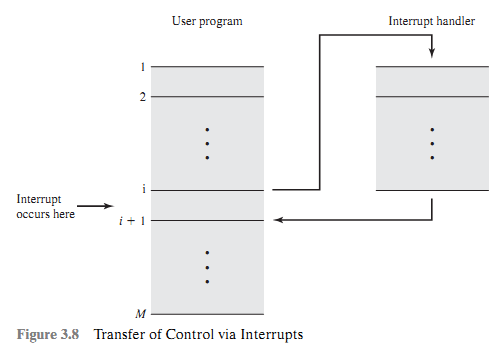 User program
Interrupt handler
1
2
i
Interrupt
occurs here
i + 1
M
Figure 3.8 Transfer of Control via Interrupts